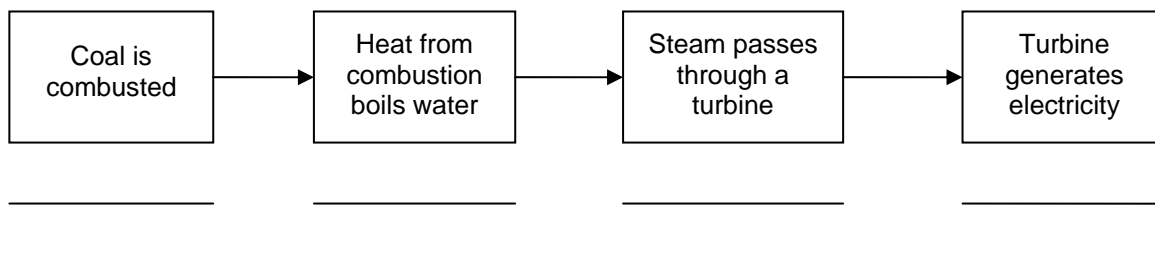 Coal is
combusted
Heat from
combustion
boils water
Steam passes
through a
turbine
Turbine
generates
electricity